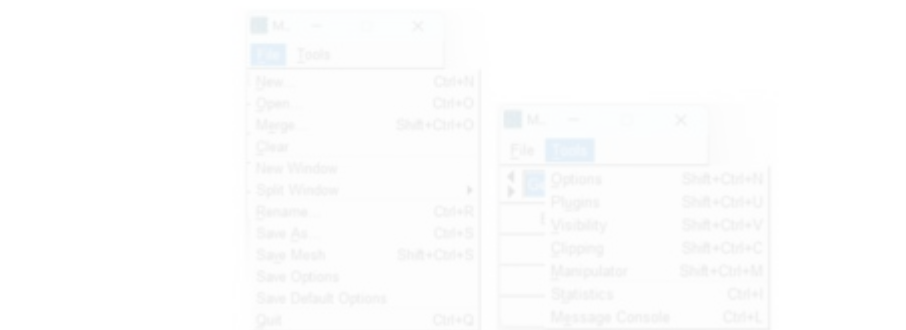 M..
File Tools
New... Ctrl+N
Open... Ctrl+O
Merge... Shift+Ctrl+O
Clear
New Window
Split Window
Rename... Ctrl+R
Save As... Ctrl+S
Save Mesh Shift+Ctrl+S
Save Options
Save Default Options
Quit Ctrl+Q
M..
File Tools
Options Shift+Ctrl+N
Plugins Shift+Ctrl+U
Visibility Shift+Ctrl+V
Clipping Shift+Ctrl+C
Manipulator Shift+Ctrl+M
Statistics Ctrl+I
Message Console Ctrl+L